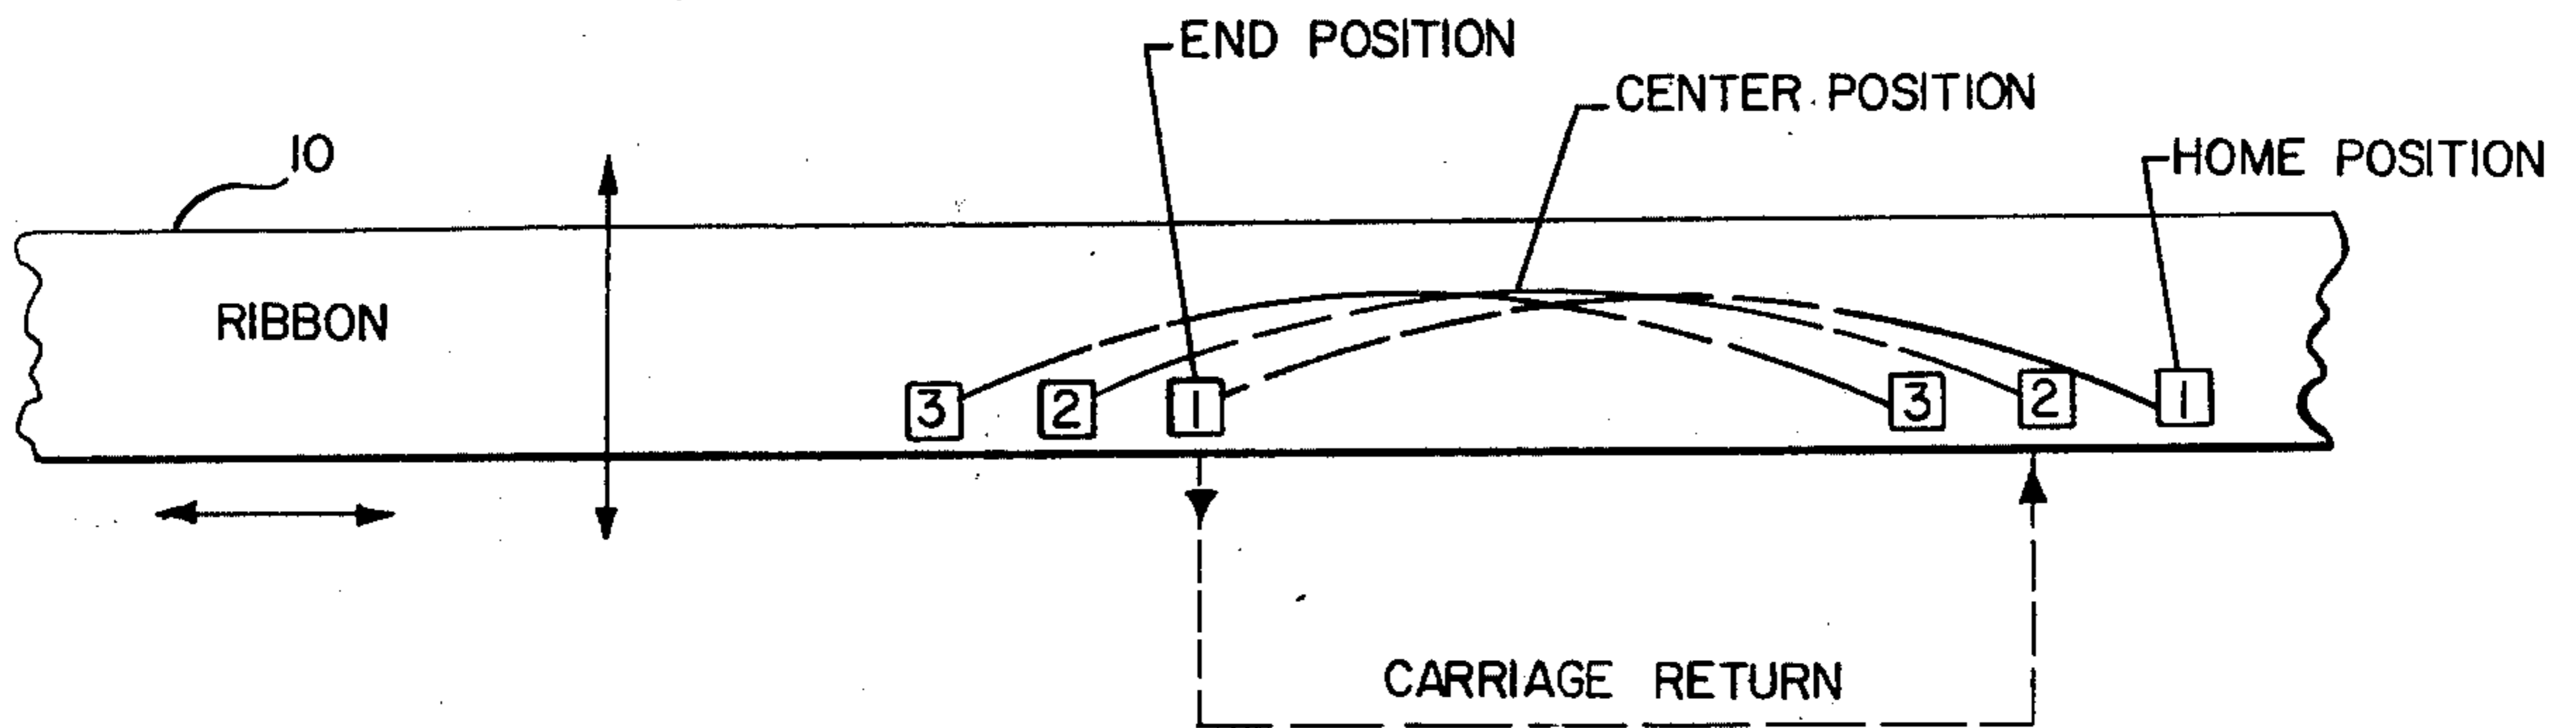 END POSITION
CENTER POSITION
HOME POSITION
10
RIBBON
3 2 1 3 2 1
CARRIAGE RETURN